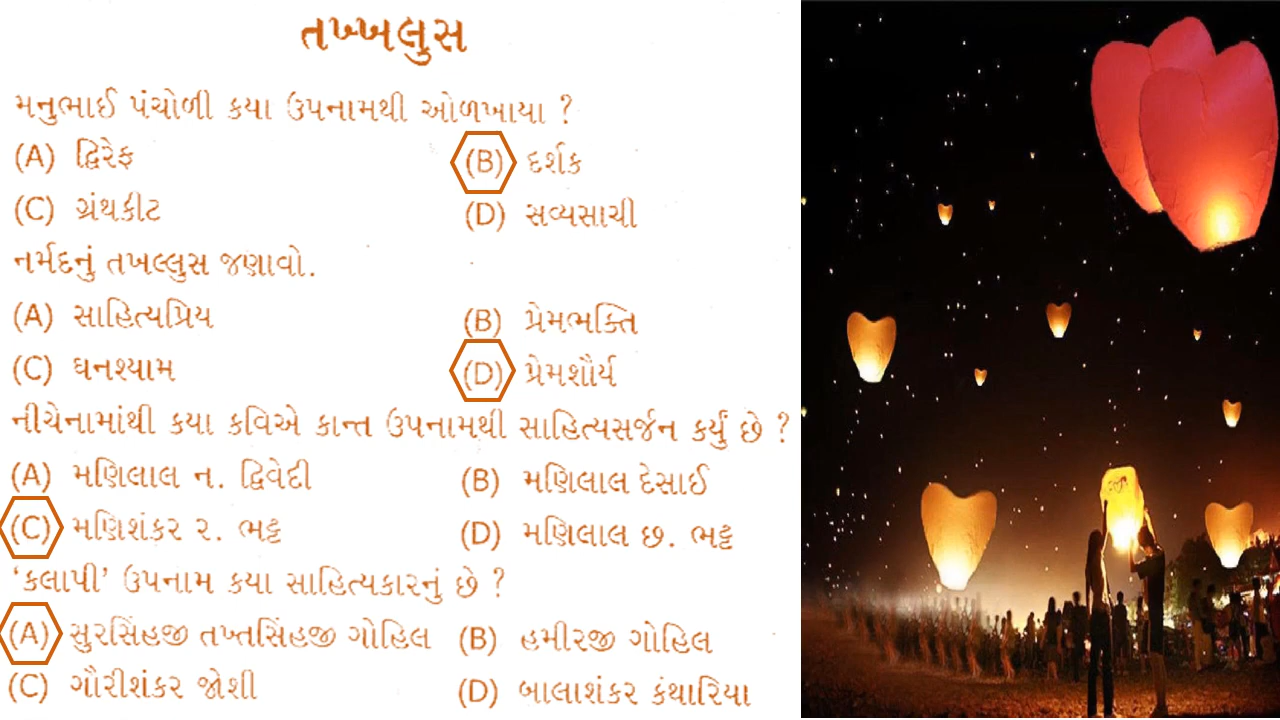 તખ્ખલુસ
મનુભાઈ પંચોળી કયા ઉપનામથી ઓળખાયા ?
(A) દ્વિરેફ (B) દર્શક
(C) ગ્રંથકીટ (D) સવ્યસાચી
નર્મદનું તખલ્લુસ જણાવો.
(A) સાહિત્યપ્રિય (B) પ્રેમભક્તિ
(C) ઘનશ્યામ (D) પ્રેમશૌર્ય
નીચેનામાંથી કયા કવિએ કાન્ત ઉપનામથી સાહિત્યસર્જન કર્યું છે ?
(A) મણિલાલ ન. દ્વિવેદી (B) મણિલાલ દેસાઈ
(C) મણિશંકર ર. ભટ્ટ (D) મણિલાલ છ. ભટ્ટ
‘કલાપી’ ઉપનામ કયા સાહિત્યકારનું છે ?
(A) સુરસિંહજી તખ્તસિંહજી ગોહિલ (B) હમીરજી ગોહિલ
(C) ગૌરીશંકર જોશી (D) બાલાશંકર કંથારિયા